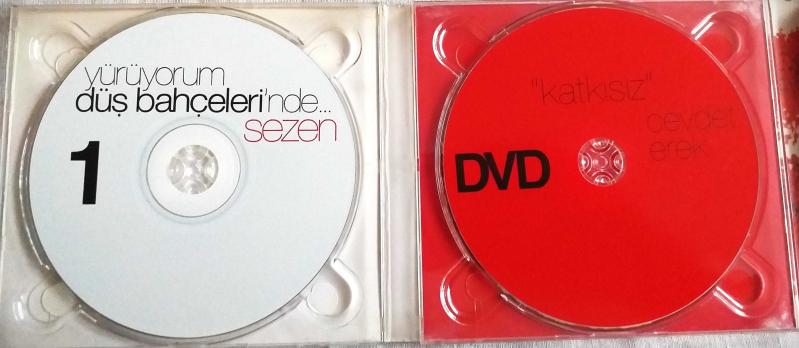 yürüyorum
düş bahçeleri'nde...
sezen
1
"katkısız"
cevdet
erek
DVD